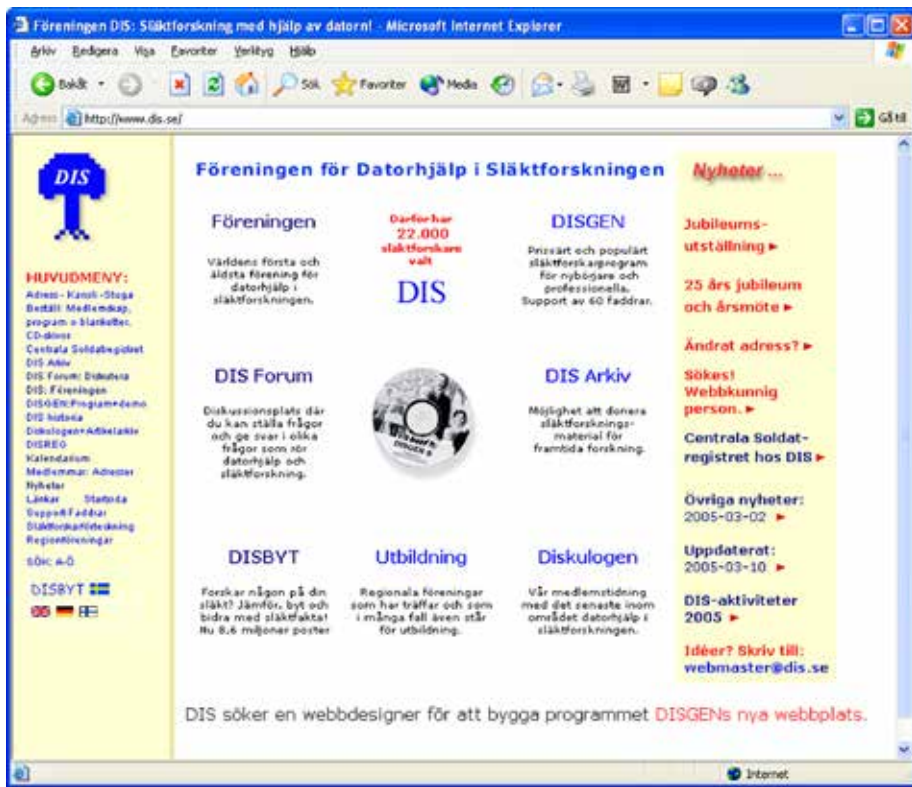 Föreningen DIS: Släktforskning med hjälp av datorn! - Microsoft Internet Explorer
Arkiv Redigera Visa Favoriter Verktyg Hjälp
Bakåt Sök Favoriter Media
Adress http://www.dis.se/ Gå till
DIS
HUVUDMENY:
Adress - Kansli - Stuga
Beställ: Medlemskap,
program o blanketter,
CD-skivor
Centrala Soldatregistret
DIS Arkiv
DIS Forum: Diskutera
DIS: Föreningen
DISGEN:Program+demo
DIS historia
Diskulogen+Artikelarkiv
DISREG
Kalendarium
Medlemmar: Adresser
Nyheter
Länkar Startsida
Support Faddrar
Släktforskarförteckning
Regionföreningar
SÖK: A-Ö
DISBYT
Föreningen för Datorhjälp i Släktforskningen
Föreningen
Världens första och
äldsta förening för
datorhjälp i
släktforskningen.
Därför har
22.000
släktforskare
valt
DIS
DISGEN
Prisvärt och populärt
släktforskarprogram
för nybörjare och
professionella.
Support av 60 faddrar.
DIS Forum
Diskussionsplats där
du kan ställa frågor
och ge svar i olika
frågor som rör
datorhjälp och
släktforskning.
DIS Arkiv
Möjlighet att donera
släktforsknings-
material för
framtida forskning.
DISBYT
Forskar någon på din
släkt? Jämför, byt och
bidra med släktfakta!
Nu 8,6 miljoner poster
Utbildning
Regionala föreningar
som har träffar och som
i många fall även står
för utbildning.
Diskulogen
Vår medlemstidning
med det senaste inom
området datorhjälp i
släktforskningen.
Nyheter ...
Jubileums-
utställning ►
25 års jubileum
och årsmöte ►
Ändrat adress? ►
Sökes!
Webbkunnig
person. ►
Centrala Soldat-
registret hos DIS ►
Övriga nyheter:
2005-03-02 ►
Uppdaterat:
2005-03-10 ►
DIS-aktiviteter
2005 ►
Idéer? Skriv till:
webmaster@dis.se
DIS söker en webbdesigner för att bygga programmet DISGENs nya webbplats.
Internet